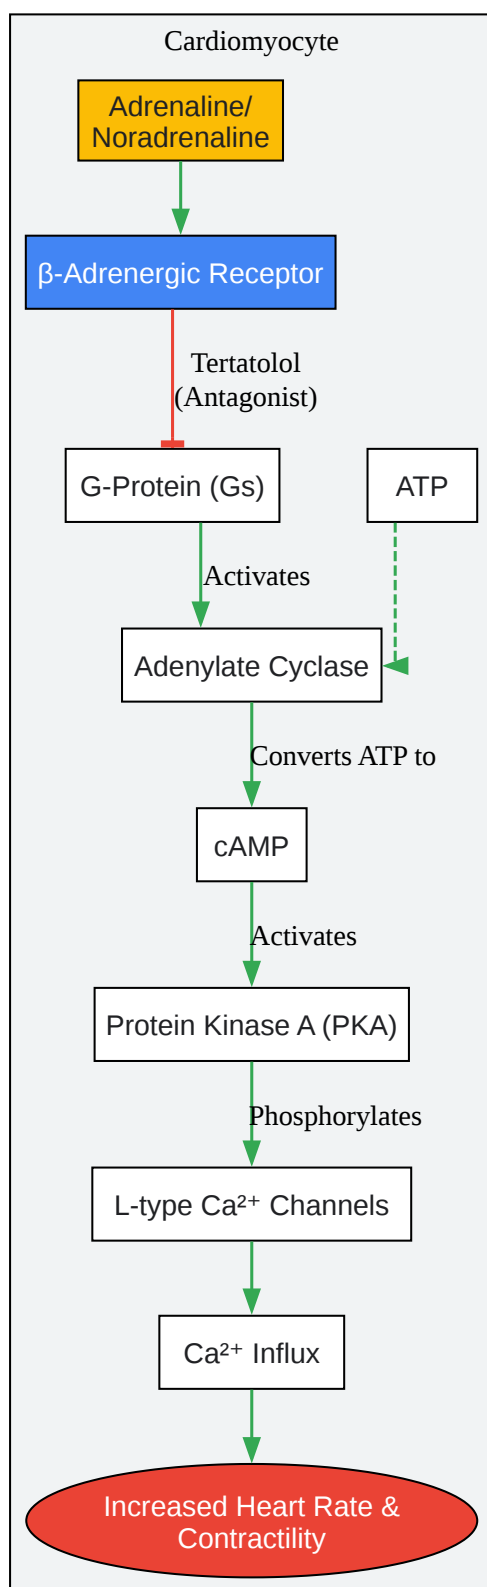 Cardiomyocyte
Adrenaline/
Noradrenaline
β-Adrenergic Receptor
Tertatolol
(Antagonist)
G-Protein (Gs)
ATP
Activates
Adenylate Cyclase
Converts ATP to
cAMP
Activates
Protein Kinase A (PKA)
Phosphorylates
L-type Ca²⁺ Channels
Ca²⁺ Influx
Increased Heart Rate &
Contractility